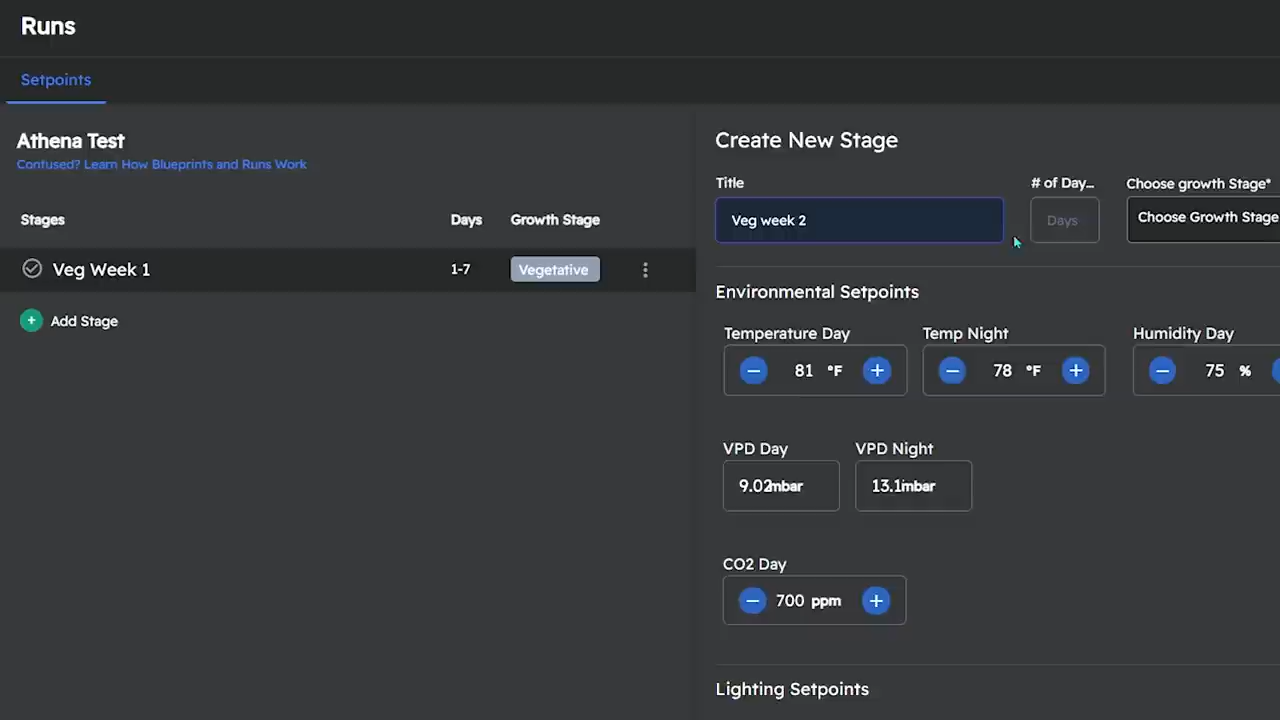 Runs
Setpoints
Athena Test
Confused? Learn How Blueprints and Runs Work
Stages Days Growth Stage
Veg Week 1 1-7 Vegetative
Add Stage
Create New Stage
Title # of Day... Choose growth Stage*
Veg week 2 Days Choose Growth Stage
Environmental Setpoints
Temperature Day Temp Night Humidity Day
81 °F 78 °F 75 %
VPD Day VPD Night
9.02mbar 13.1mbar
CO2 Day
700 ppm
Lighting Setpoints